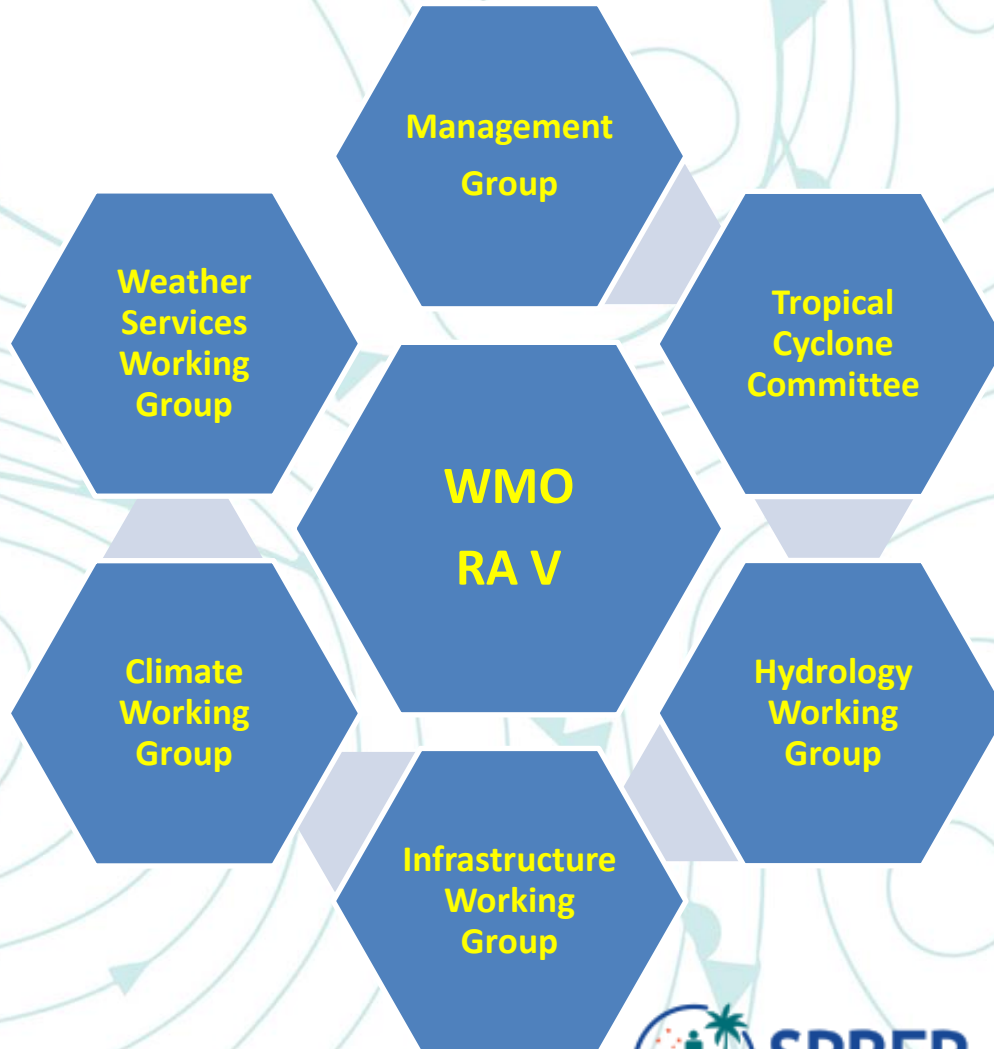 Management
Group
Weather
Services
Working
Group
Tropical
Cyclone
Committee
WMO
RA V
Climate
Working
Group
Hydrology
Working
Group
Infrastructure
Working
Group